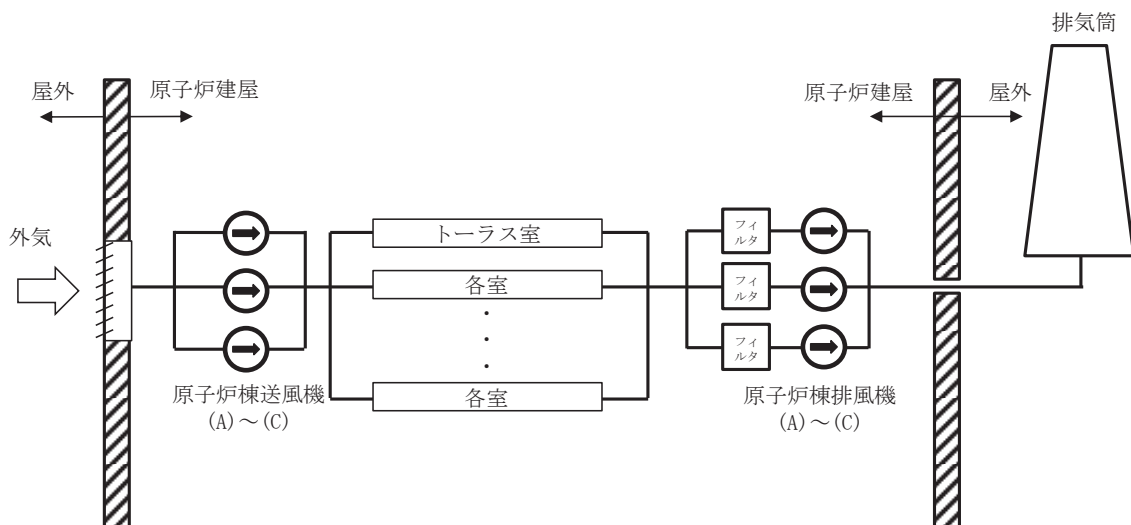 排気筒
屋外
原子炉建屋
原子炉建屋
屋外
外気
トーラス室
各室
・
・
・
各室
フィ
ルタ
フィ
ルタ
フィ
ルタ
原子炉棟送風機
(A)～(C)
原子炉棟排風機
(A)～(C)